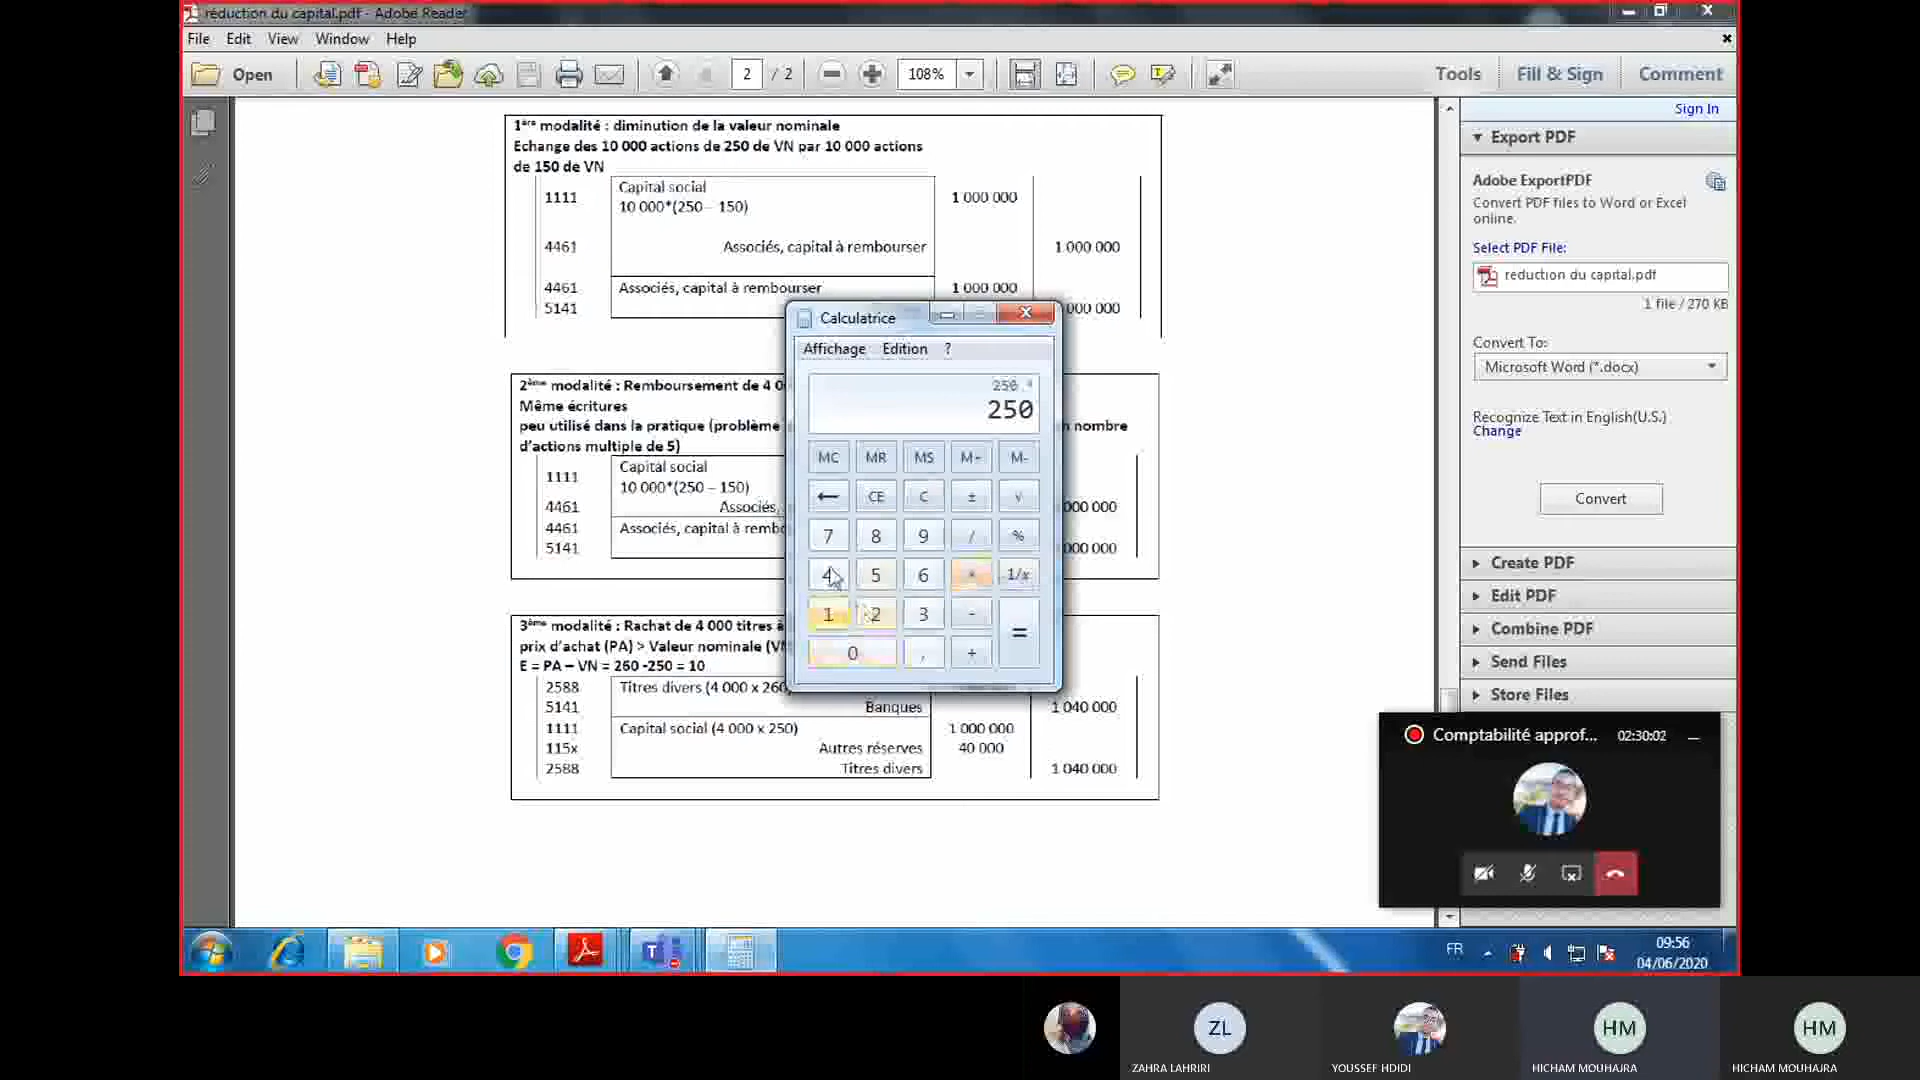 réduction du capital.pdf - Adobe Reader
File Edit View Window Help
Open 2 / 2 108% Tools Fill & Sign Comment
Sign In
1ère modalité : diminution de la valeur nominale
Echange des 10 000 actions de 250 de VN par 10 000 actions
de 150 de VN
1111 Capital social 1 000 000
10 000*(250 – 150)
4461 Associés, capital à rembourser 1 000 000
4461 Associés, capital à rembourser 1 000 000
5141 000 000
2ème modalité : Remboursement de 4 0
Même écritures
peu utilisé dans la pratique (problème n nombre
d'actions multiple de 5)
1111 Capital social
10 000*(250 – 150)
4461 Associés, 000 000
4461 Associés, capital à rembo
5141 000 000
3ème modalité : Rachat de 4 000 titres à
prix d'achat (PA) > Valeur nominale (VN
E = PA – VN = 260 -250 = 10
2588 Titres divers (4 000 x 260
5141 Banques 1 040 000
1111 Capital social (4 000 x 250) 1 000 000
115x Autres réserves 40 000
2588 Titres divers 1 040 000
Calculatrice
Affichage Edition ?
250 *
250
MC MR MS M+ M-
← CE C ± √
7 8 9 / %
4 5 6 * 1/x
1 2 3 - =
0 , +
Export PDF
Adobe ExportPDF
Convert PDF files to Word or Excel
online.
Select PDF File:
réduction du capital.pdf
1 file / 270 KB
Convert To:
Microsoft Word (*.docx)
Recognize Text in English(U.S.)
Change
Convert
Create PDF
Edit PDF
Combine PDF
Send Files
Store Files
Comptabilité approf... 02:30:02
FR 09:56
04/06/2020
ZL HM HM
ZAHRA LAHRIRI YOUSSEF HDIDI HICHAM MOUHAJRA HICHAM MOUHAJRA